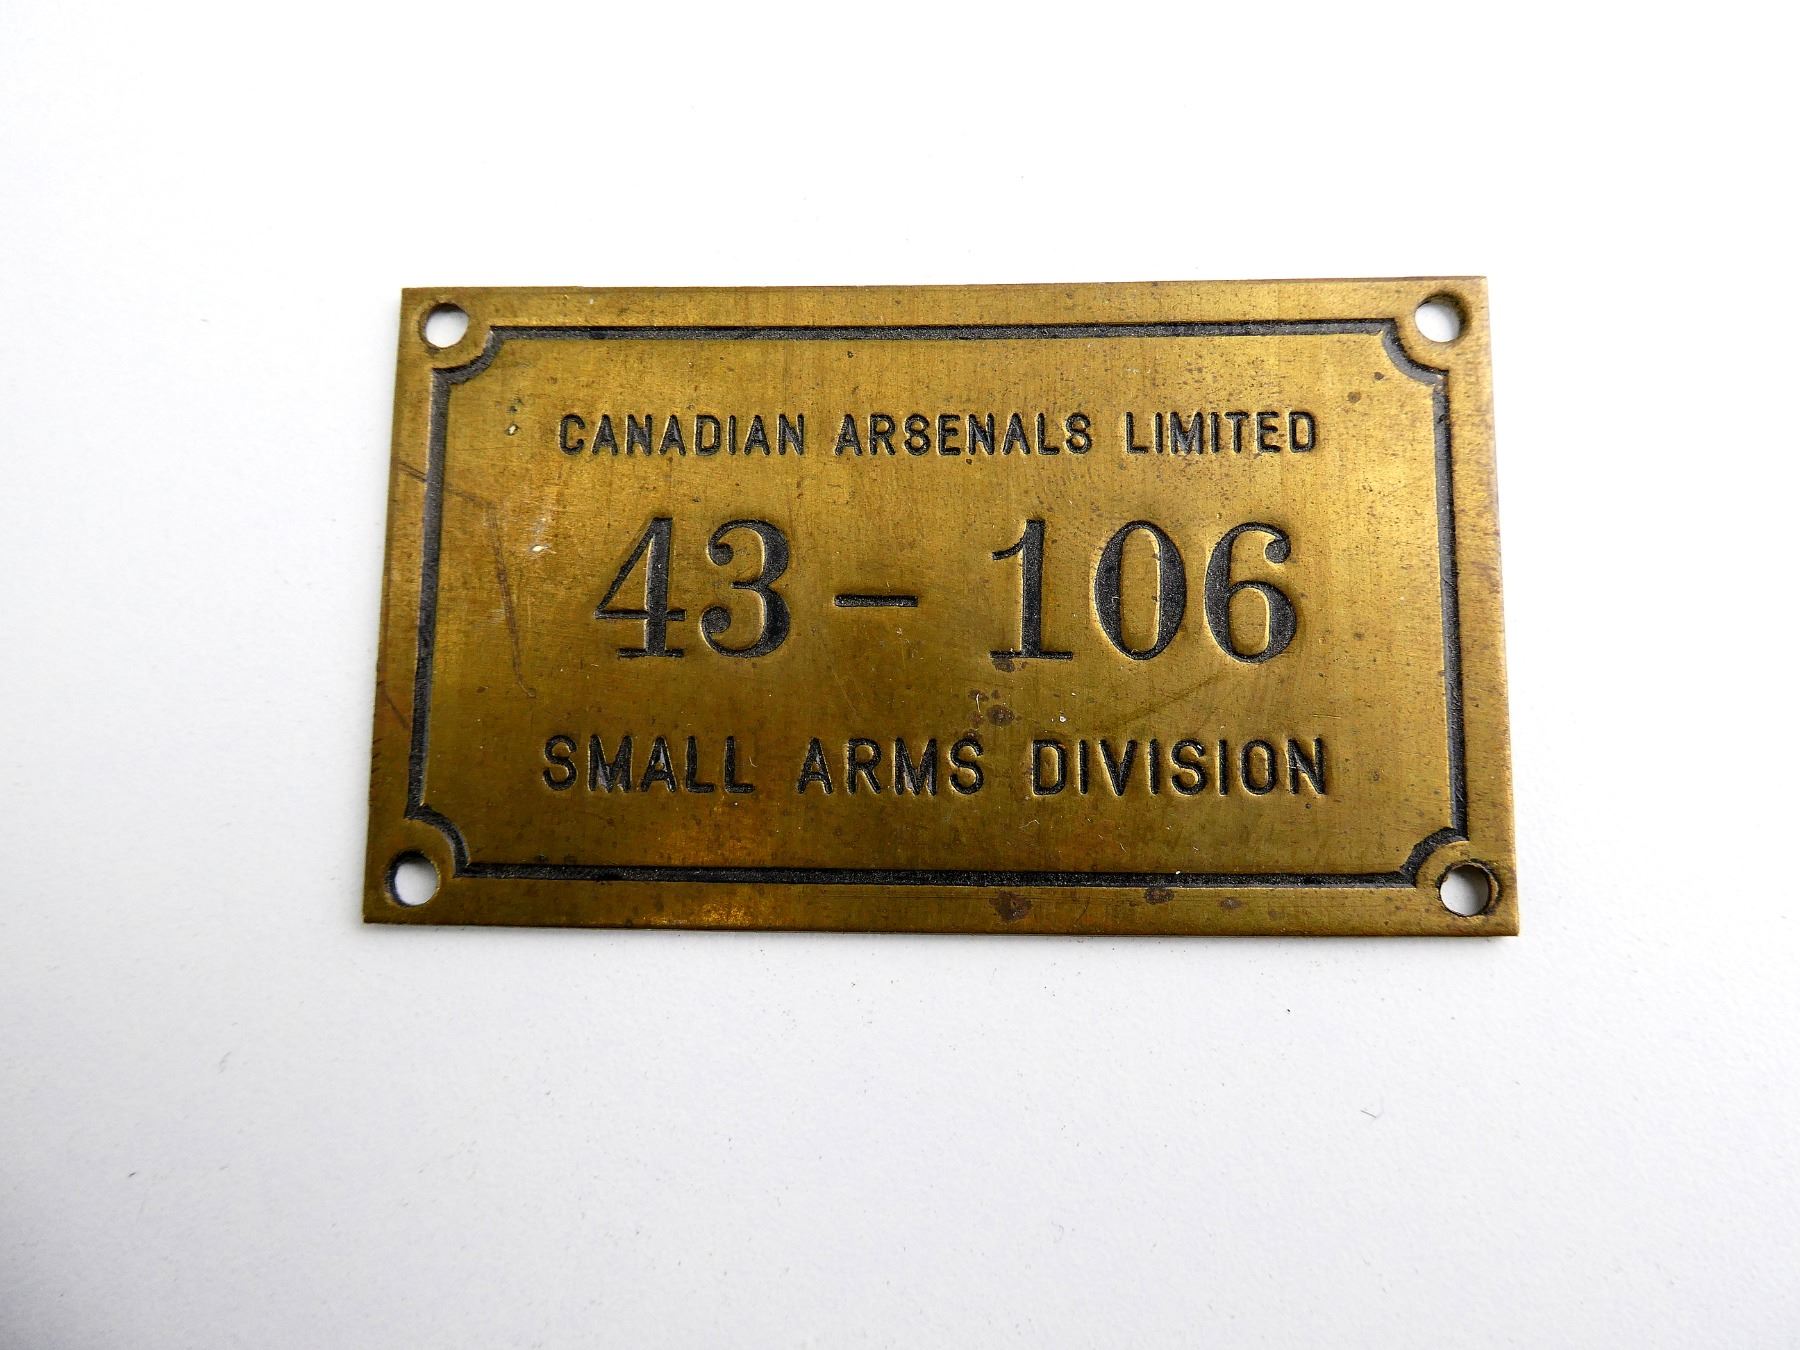 CANADIAN ARSENALS LIMITED
43 – 106
SMALL ARMS DIVISION